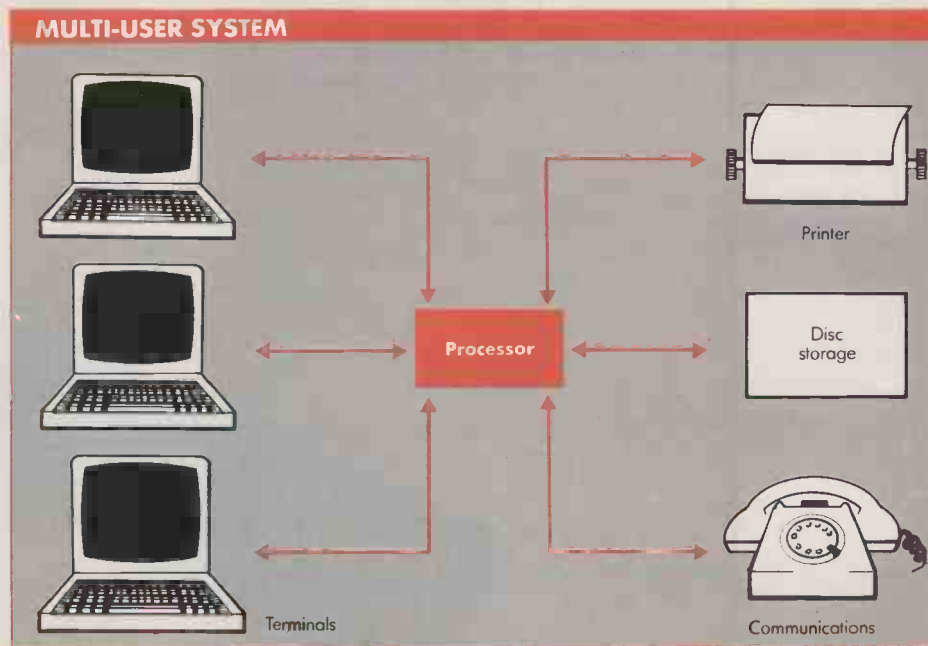 MULTI-USER SYSTEM
Printer
Processor
Disc
storage
Terminals
Communications